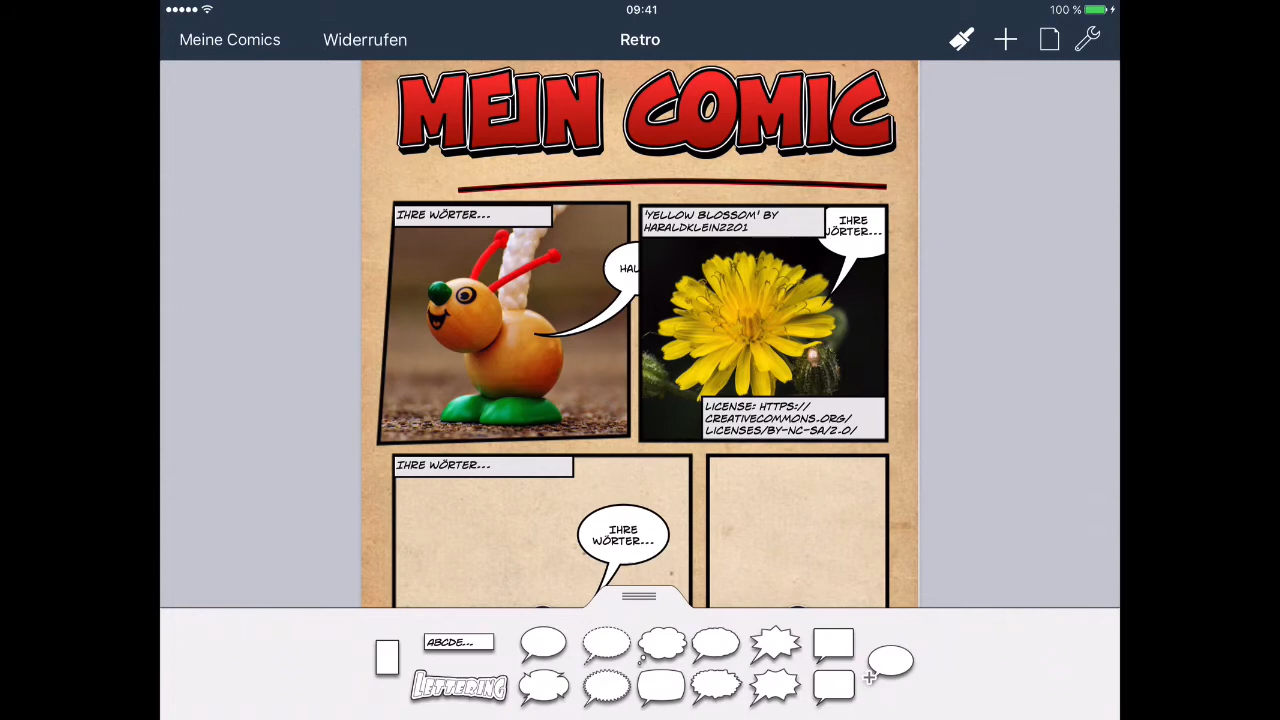 09:41
100 %
Meine Comics
Widerrufen
Retro
MEIN COMIC
IHRE WÖRTER...
'YELLOW BLOSSOM' BY
HARALDKLEIN2201
IHRE
WÖRTER...
LICENSE: HTTPS://
CREATIVECOMMONS.ORG/
LICENSES/BY-NC-SA/2.0/
IHRE WÖRTER...
IHRE
WÖRTER...
ABCDE...
LETTERING